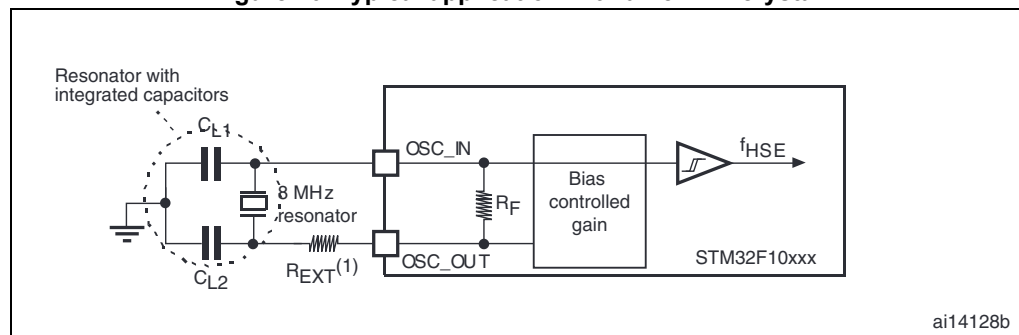 Resonator with
integrated capacitors
CL1
OSC_IN
fHSE
8 MHz
resonator
RF
Bias
controlled
gain
REXT(1)
OSC_OUT
STM32F10xxx
CL2
ai14128b